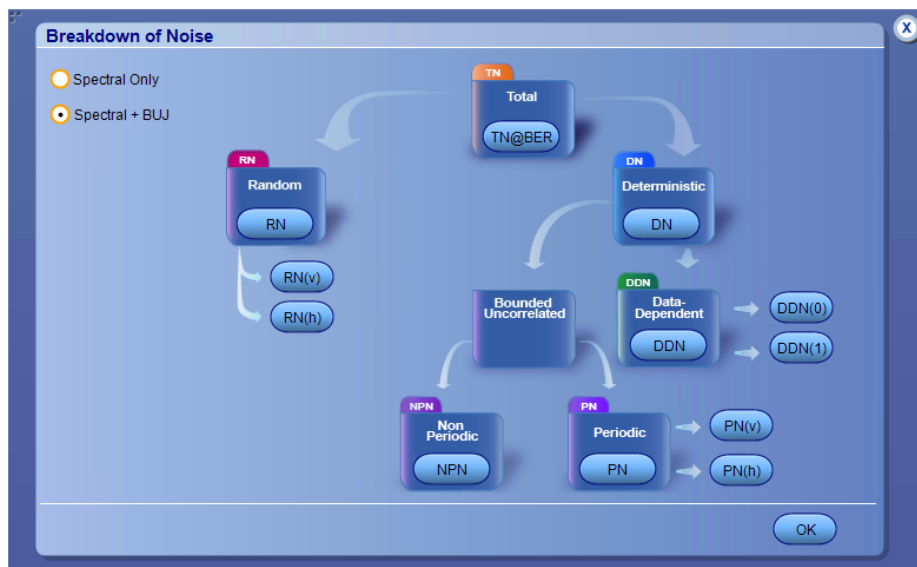 X
Breakdown of Noise
Spectral Only
Spectral + BUJ
TN
Total
TN@BER
RN
Random
RN
RN(v)
RN(h)
DN
Deterministic
DN
Bounded
Uncorrelated
DDN
Data-
Dependent
DDN
DDN(0)
DDN(1)
NPN
Non
Periodic
NPN
PN
Periodic
PN
PN(v)
PN(h)
OK